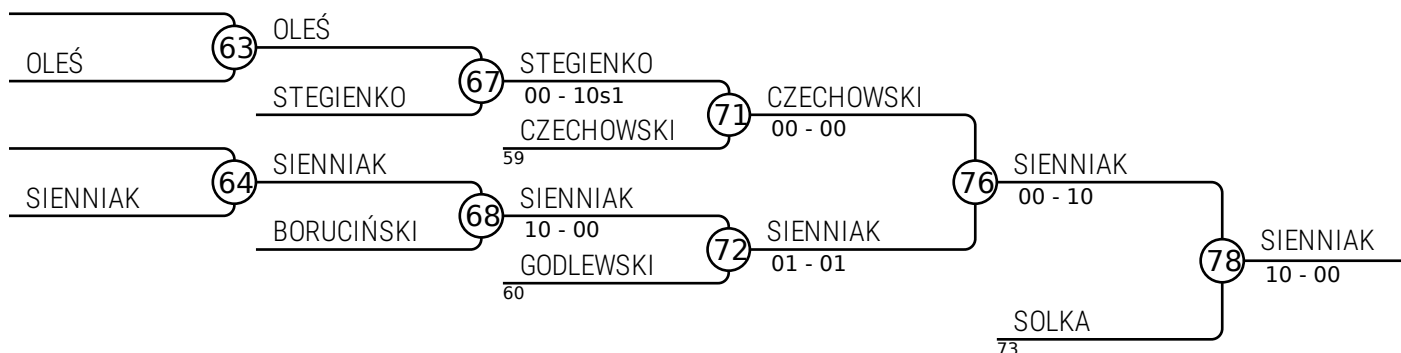 OLEŚ
63
OLEŚ
STEGIENKO
67
STEGIENKO
00 - 10s1
CZECHOWSKI
59
71
CZECHOWSKI
00 - 00
SIENNIAK
64
SIENNIAK
BORUCIŃSKI
68
SIENNIAK
10 - 00
GODLEWSKI
60
72
SIENNIAK
01 - 01
76
SIENNIAK
00 - 10
SOLKA
73
78
SIENNIAK
10 - 00